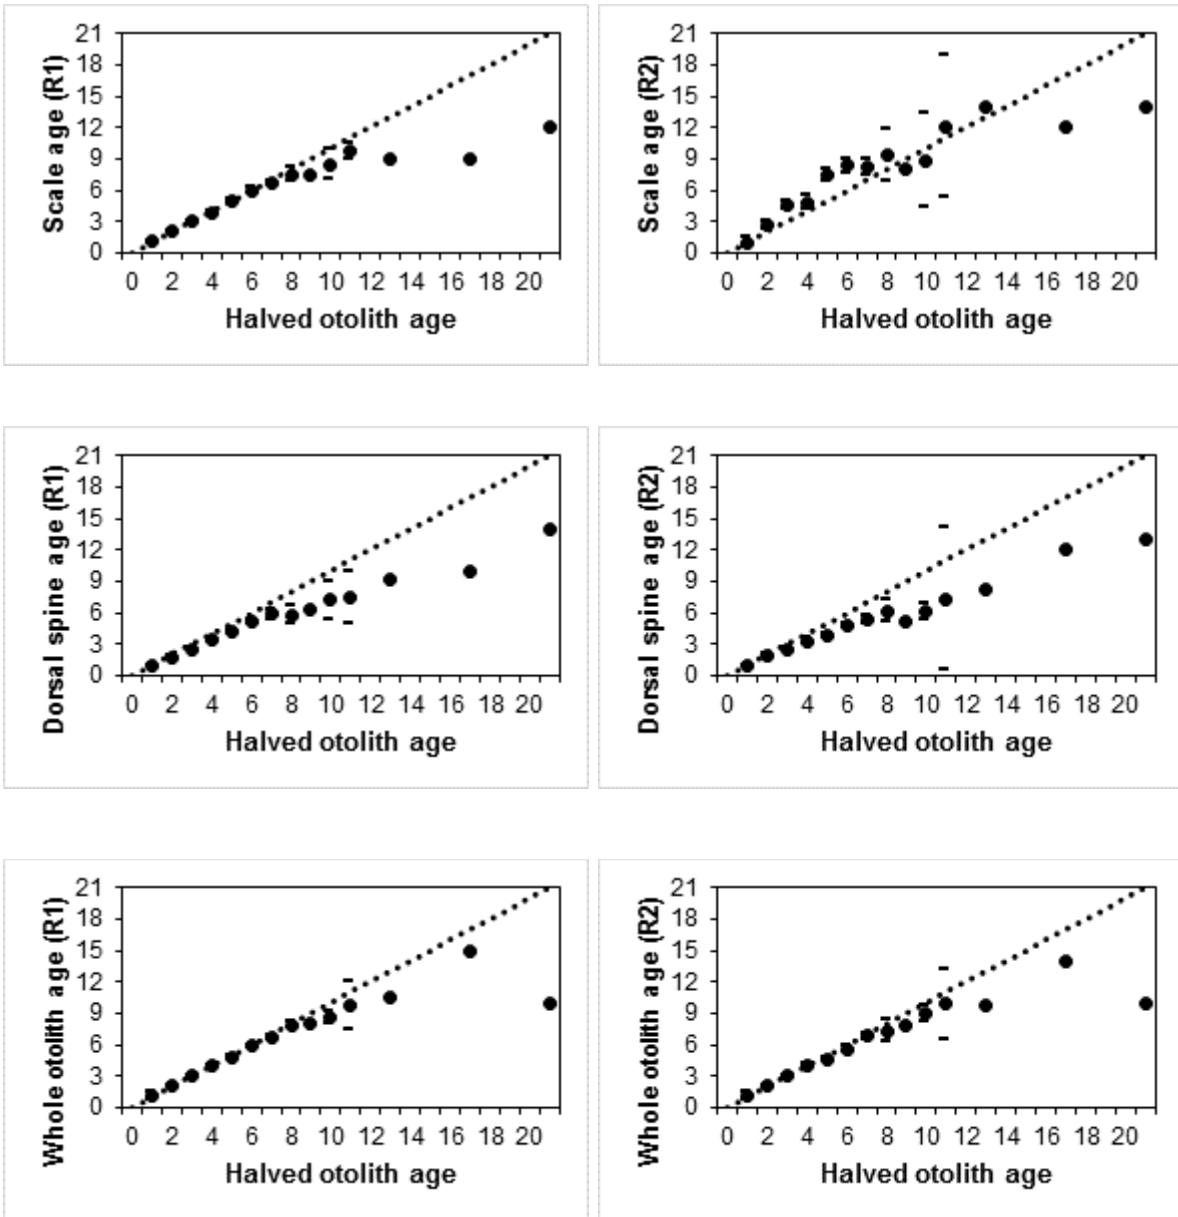 Scale age (R1)
21
18
15
12
9
6
3
0
0 2 4 6 8 10 12 14 16 18 20
Halved otolith age
Scale age (R2)
21
18
15
12
9
6
3
0
0 2 4 6 8 10 12 14 16 18 20
Halved otolith age
Dorsal spine age (R1)
21
18
15
12
9
6
3
0
0 2 4 6 8 10 12 14 16 18 20
Halved otolith age
Dorsal spine age (R2)
21
18
15
12
9
6
3
0
0 2 4 6 8 10 12 14 16 18 20
Halved otolith age
Whole otolith age (R1)
21
18
15
12
9
6
3
0
0 2 4 6 8 10 12 14 16 18 20
Halved otolith age
Whole otolith age (R2)
21
18
15
12
9
6
3
0
0 2 4 6 8 10 12 14 16 18 20
Halved otolith age